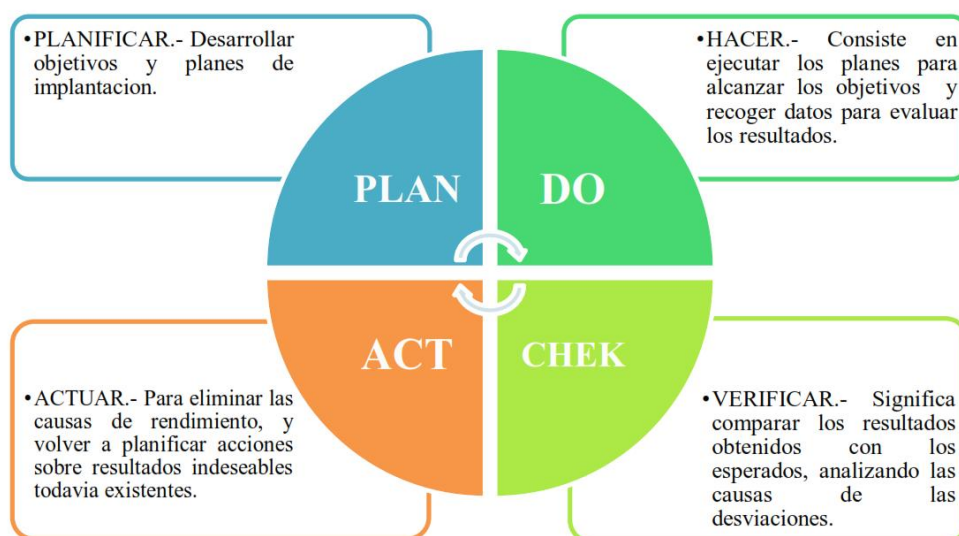 •PLANIFICAR.- Desarrollar
objetivos y planes de
implantacion.
•HACER.- Consiste en
ejecutar los planes para
alcanzar los objetivos y
recoger datos para evaluar
los resultados.
PLAN
DO
ACT
CHEK
•ACTUAR.- Para eliminar las
causas de rendimiento, y
volver a planificar acciones
sobre resultados indeseables
todavia existentes.
•VERIFICAR.- Significa
comparar los resultados
obtenidos con los
esperados, analizando las
causas de las
desviaciones.